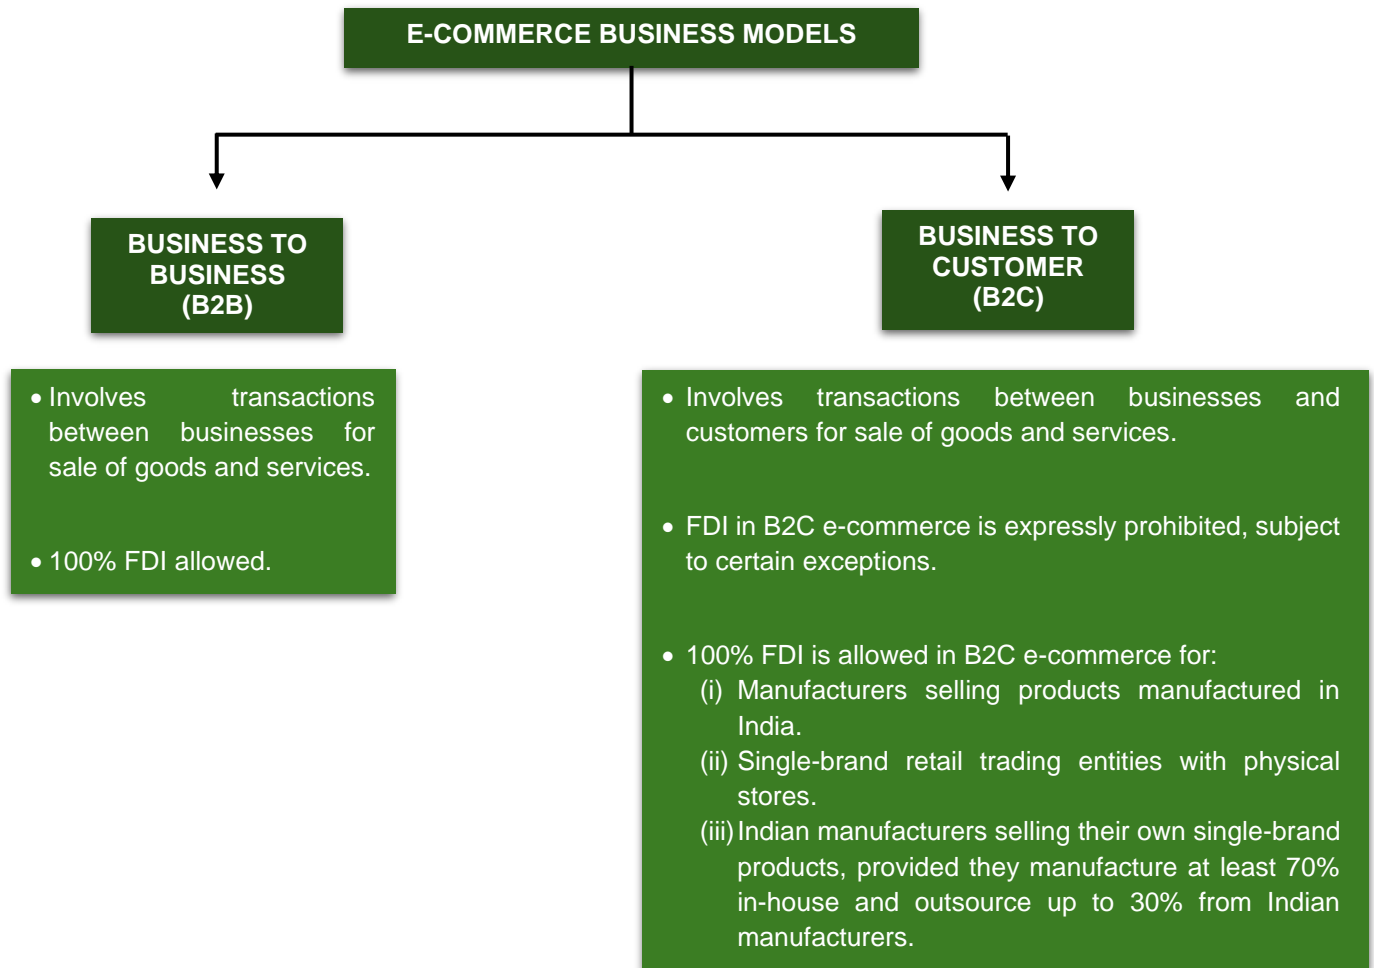 E-COMMERCE BUSINESS MODELS
BUSINESS TO
BUSINESS
(B2B)
• Involves transactions
between businesses for
sale of goods and services.
• 100% FDI allowed.
BUSINESS TO
CUSTOMER
(B2C)
• Involves transactions between businesses and
customers for sale of goods and services.
• FDI in B2C e-commerce is expressly prohibited, subject
to certain exceptions.
• 100% FDI is allowed in B2C e-commerce for:
(i) Manufacturers selling products manufactured in
India.
(ii) Single-brand retail trading entities with physical
stores.
(iii) Indian manufacturers selling their own single-brand
products, provided they manufacture at least 70%
in-house and outsource up to 30% from Indian
manufacturers.